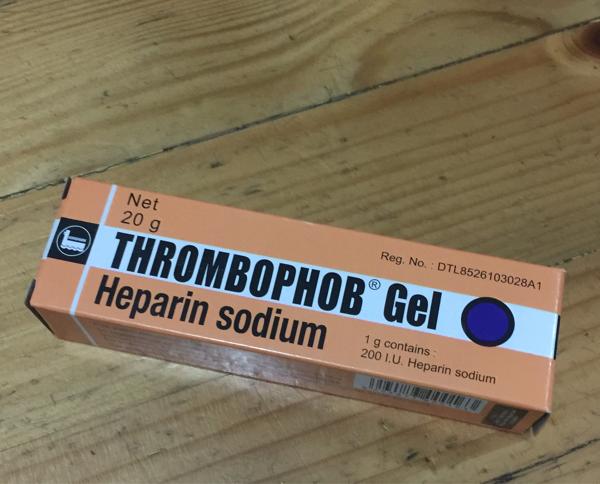 Net
20 g
Reg. No. : DTL8526103028A1
THROMBOPHOB® Gel
Heparin sodium
1 g contains :
200 I.U. Heparin sodium